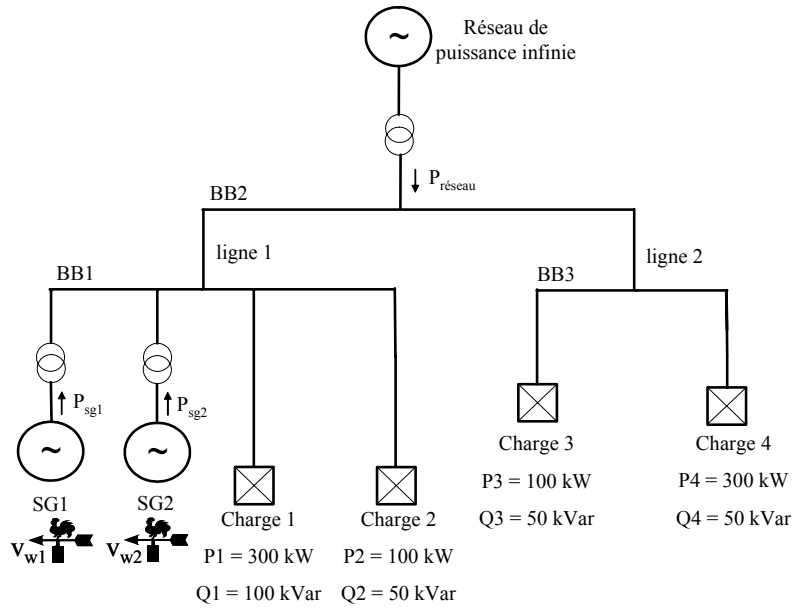 ~
Réseau de
puissance infinie
P_réseau
BB2
ligne 1
ligne 2
BB1
BB3
P_sg1
P_sg2
~
~
SG1
SG2
V_w1
V_w2
Charge 1
P1 = 300 kW
Q1 = 100 kVar
Charge 2
P2 = 100 kW
Q2 = 50 kVar
Charge 3
P3 = 100 kW
Q3 = 50 kVar
Charge 4
P4 = 300 kW
Q4 = 50 kVar